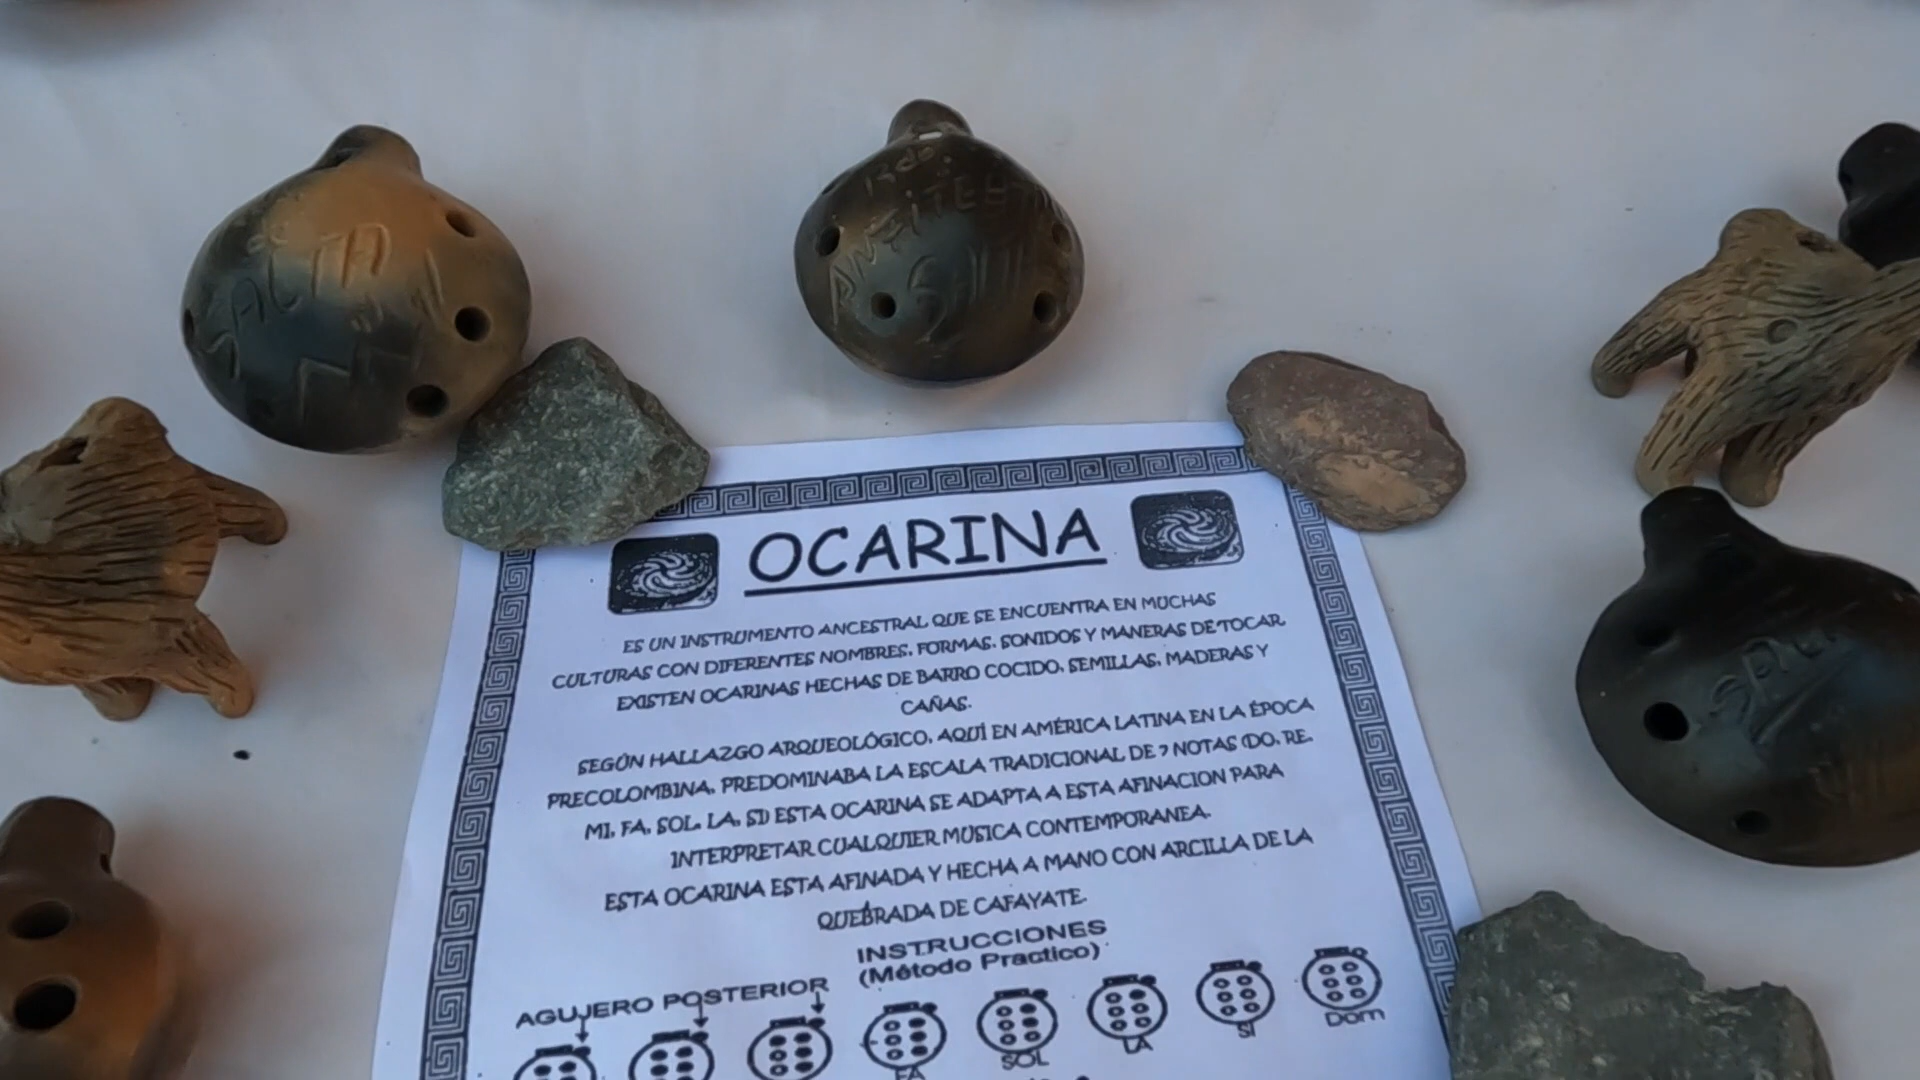 SALTA
Rdo.
ANFITEATRO
OCARINA
ES UN INSTRUMENTO ANCESTRAL QUE SE ENCUENTRA EN MUCHAS
CULTURAS CON DIFERENTES NOMBRES, FORMAS, SONIDOS Y MANERAS DE TOCAR.
EXISTEN OCARINAS HECHAS DE BARRO COCIDO, SEMILLAS, MADERAS Y
CAÑAS.
SEGÚN HALLAZGO ARQUEOLÓGICO, AQUÍ EN AMÉRICA LATINA EN LA ÉPOCA
PRECOLOMBINA, PREDOMINABA LA ESCALA TRADICIONAL DE 7 NOTAS (DO, RE,
MI, FA, SOL, LA, SI) ESTA OCARINA SE ADAPTA A ESTA AFINACION PARA
INTERPRETAR CUALQUIER MUSICA CONTEMPORANEA.
ESTA OCARINA ESTA AFINADA Y HECHA A MANO CON ARCILLA DE LA
QUEBRADA DE CAFAYATE.
INSTRUCCIONES
(Método Practico)
AGUJERO POSTERIOR
FA SOL LA SI Dom
SAL